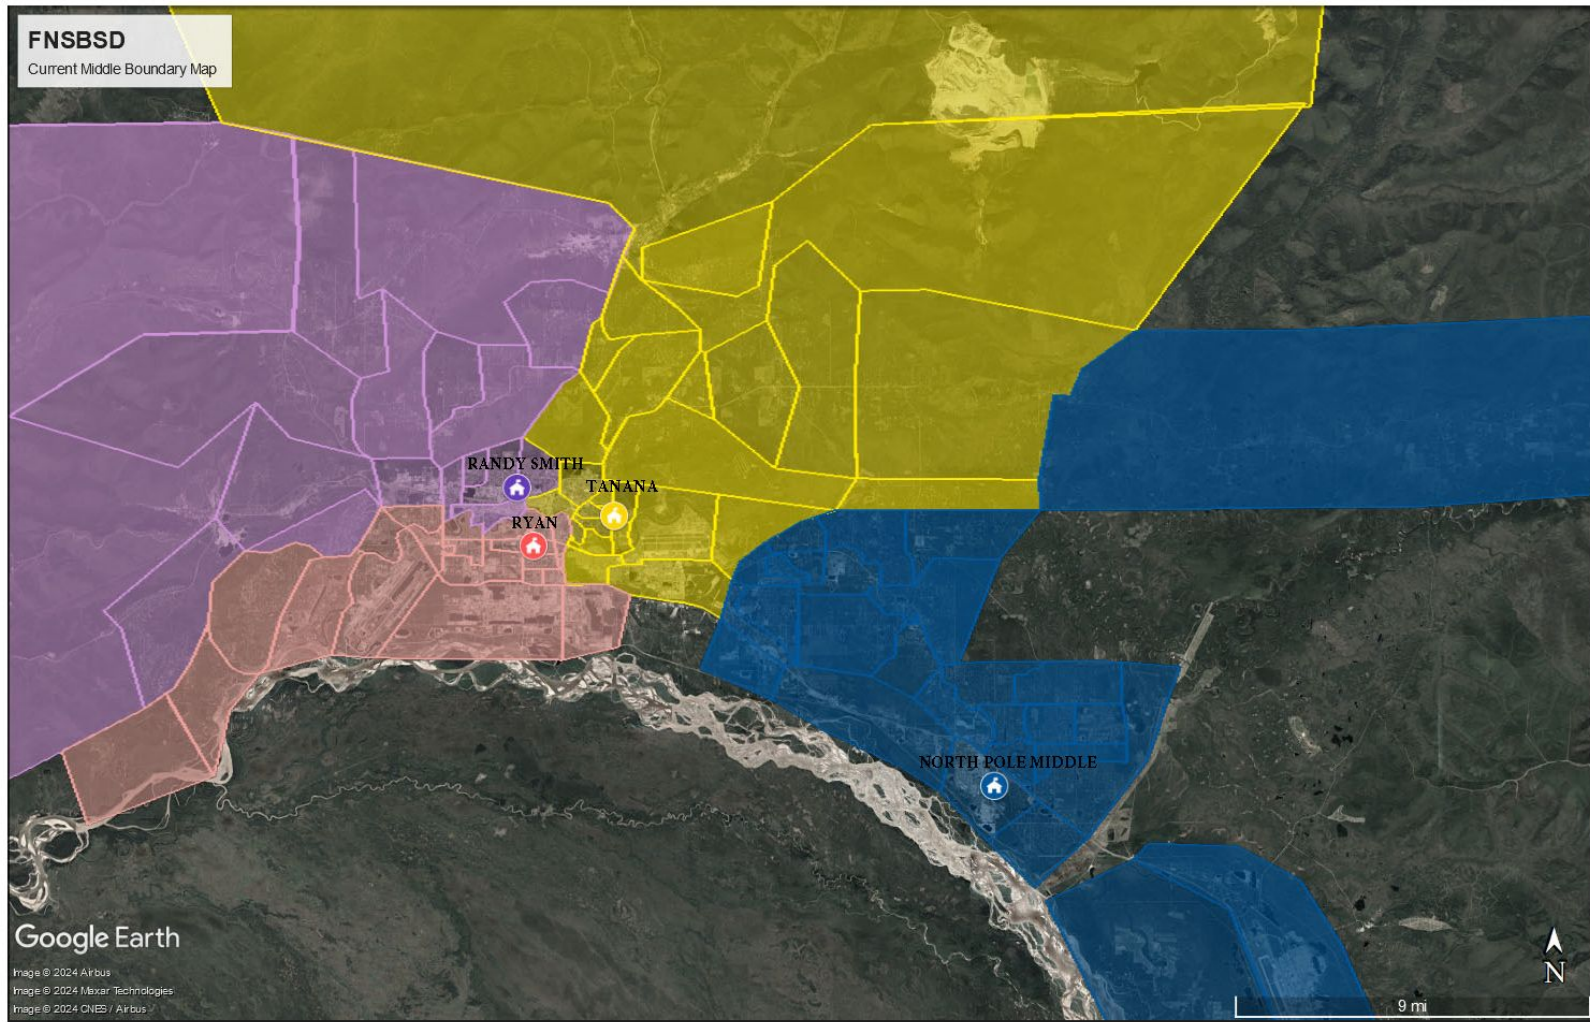 FNSBSD
Current Middle Boundary Map
RANDY SMITH
TANANA
RYAN
NORTH POLE MIDDLE
Google Earth
Image © 2024 Airbus
Image © 2024 Maxar Technologies
Image © 2024 CNES / Airbus
N
9 mi